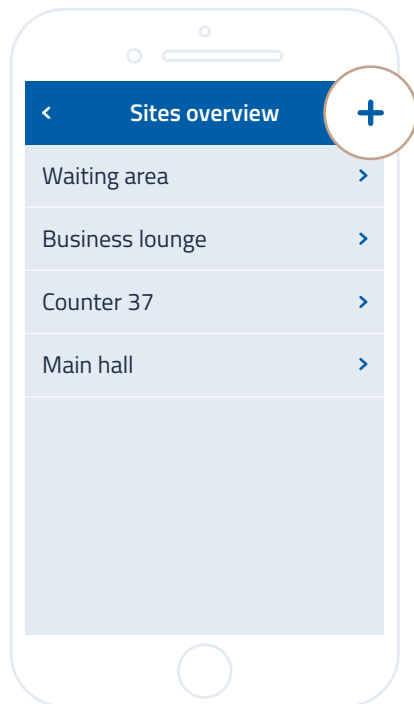 Sites overview
Waiting area
Business lounge
Counter 37
Main hall